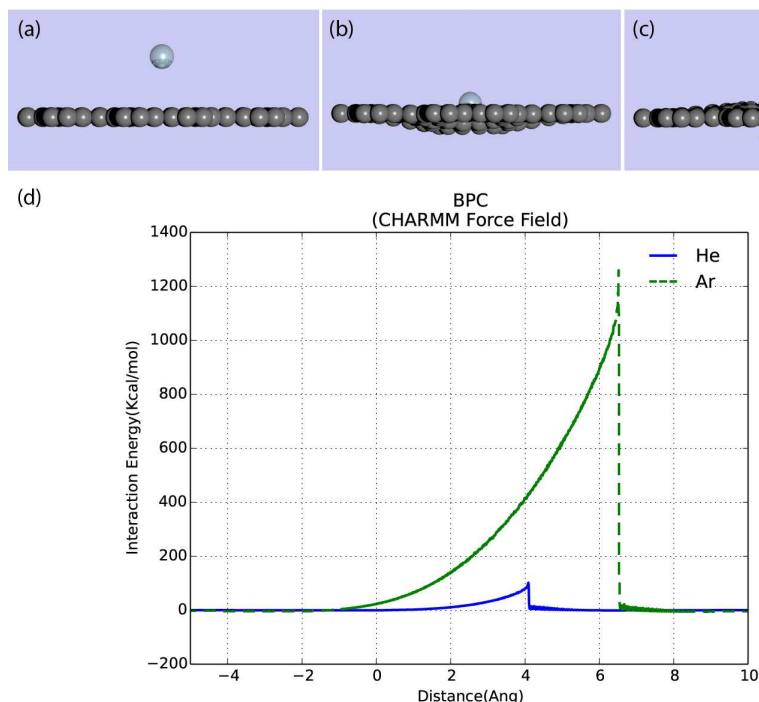 (a)
(b)
(c)
(d)
BPC
(CHARMM Force Field)
1400
1200
1000
800
600
400
200
0
−200
Interaction Energy(Kcal/mol)
He
Ar
−4 −2 0 2 4 6 8 10
Distance(Ang)